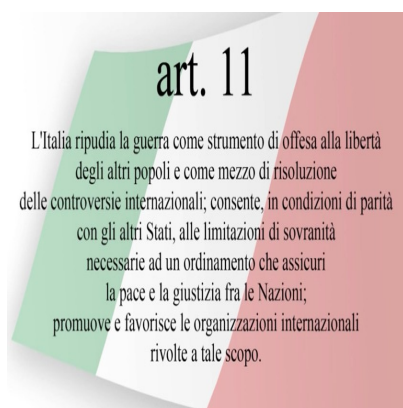 art. 11
L'Italia ripudia la guerra come strumento di offesa alla libertà
degli altri popoli e come mezzo di risoluzione
delle controversie internazionali; consente, in condizioni di parità
con gli altri Stati, alle limitazioni di sovranità
necessarie ad un ordinamento che assicuri
la pace e la giustizia fra le Nazioni;
promuove e favorisce le organizzazioni internazionali
rivolte a tale scopo.